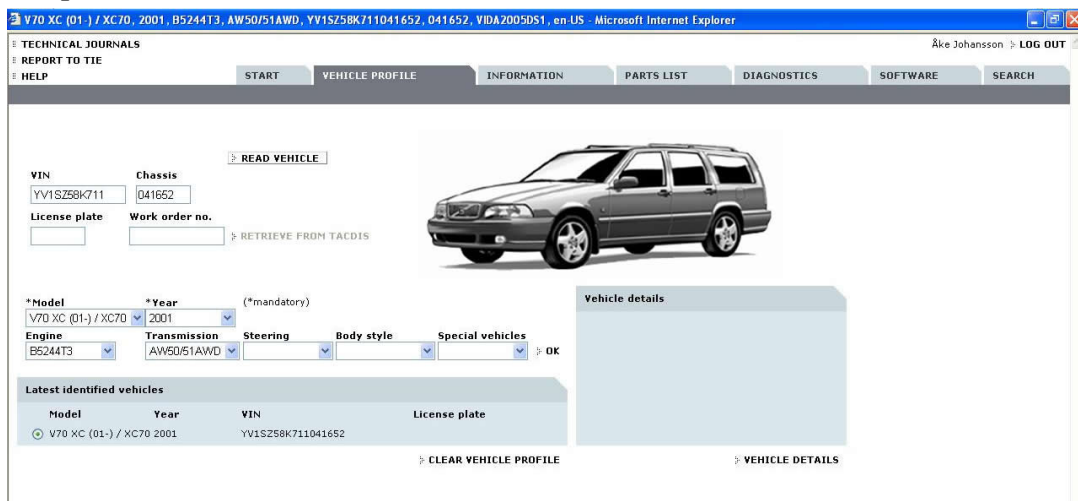 V70 XC (01-) / XC70, 2001, B5244T3, AW50/51AWD, YV1SZ58K711041652, 041652, VIDA2005DS1, en-US - Microsoft Internet Explorer
TECHNICAL JOURNALS
Åke Johansson LOG OUT
REPORT TO TIE
HELP
START VEHICLE PROFILE INFORMATION PARTS LIST DIAGNOSTICS SOFTWARE SEARCH
READ VEHICLE
VIN Chassis
YV1SZ58K711 041652
License plate Work order no.
RETRIEVE FROM TACDIS
*Model *Year (*mandatory)
V70 XC (01-) / XC70 2001
Engine Transmission Steering Body style Special vehicles
B5244T3 AW50/51AWD OK
Vehicle details
Latest identified vehicles
Model Year VIN License plate
V70 XC (01-) / XC70 2001 YV1SZ58K711041652
CLEAR VEHICLE PROFILE
VEHICLE DETAILS